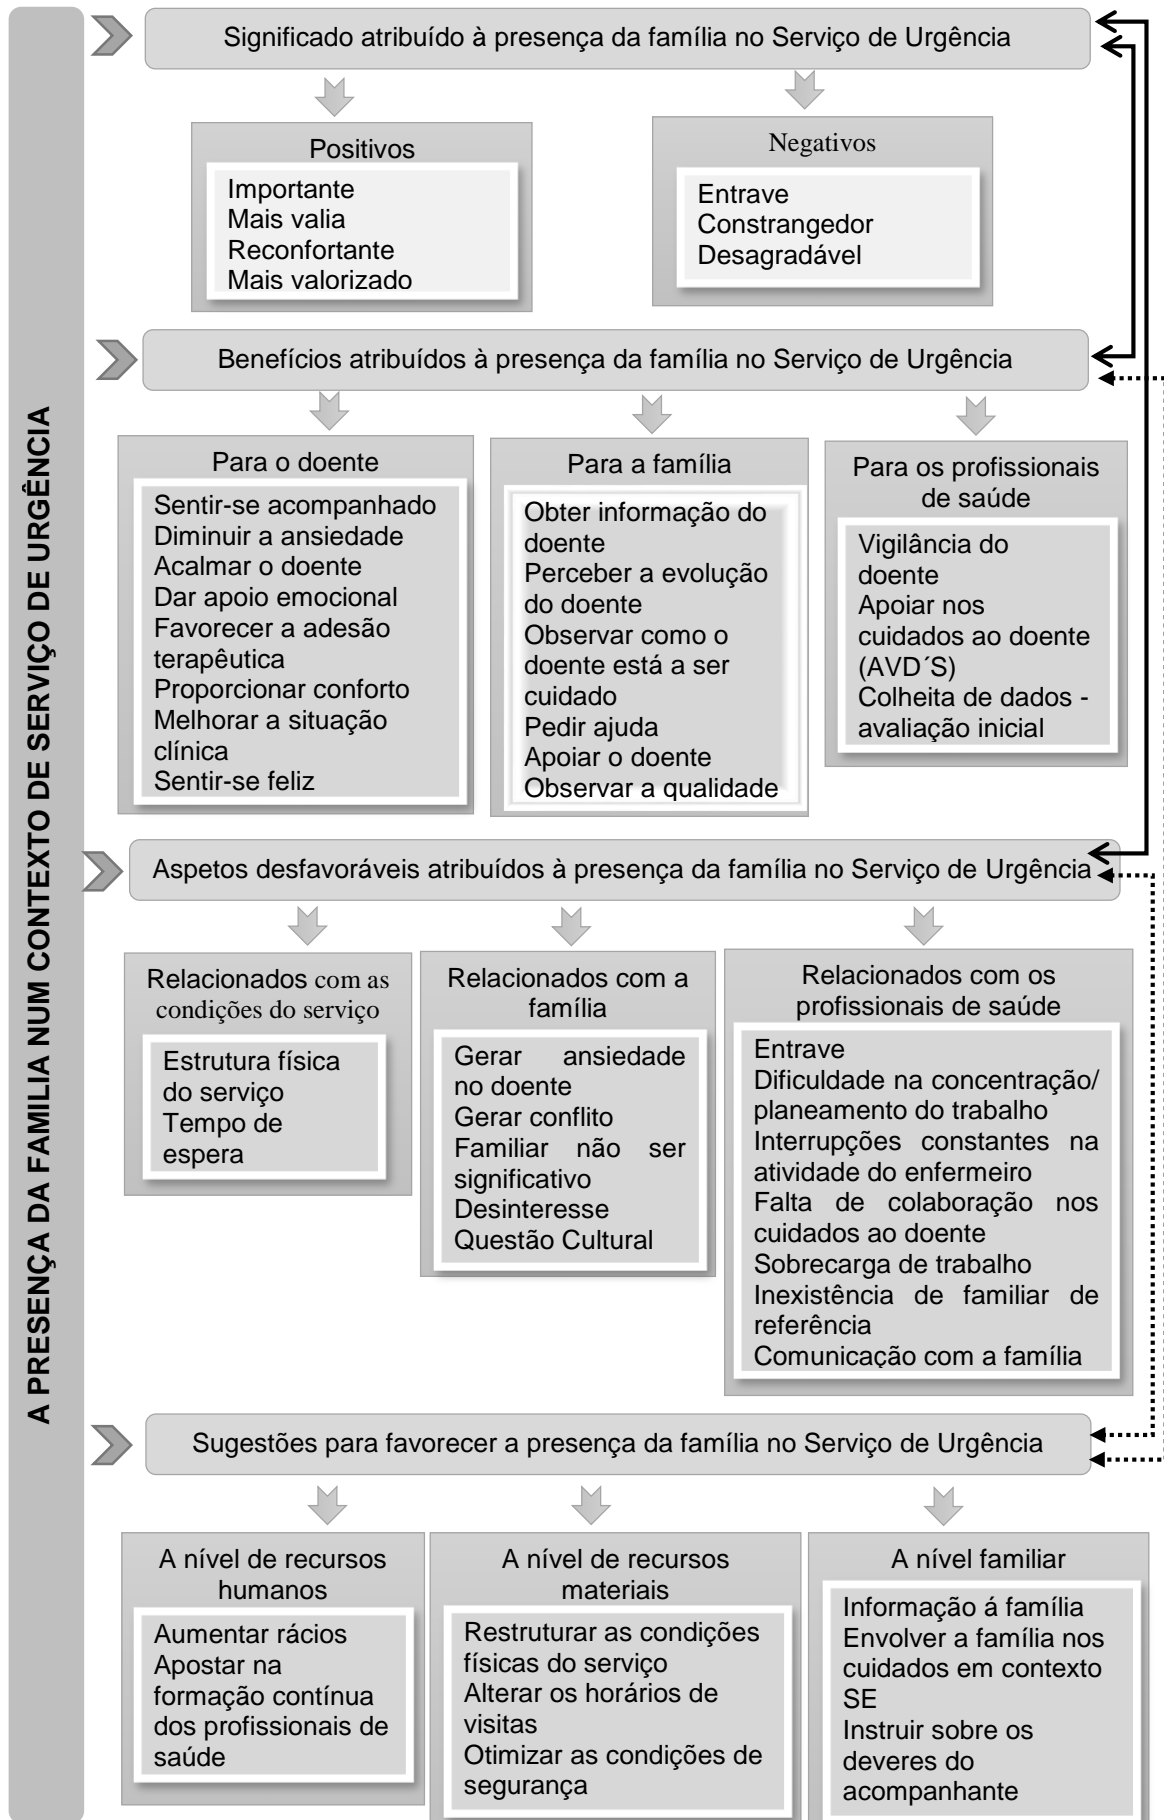 A PRESENÇA DA FAMILIA NUM CONTEXTO DE SERVIÇO DE URGÊNCIA
Significado atribuído à presença da família no Serviço de Urgência
Positivos
Importante
Mais valia
Reconfortante
Mais valorizado
Negativos
Entrave
Constrangedor
Desagradável
Benefícios atribuídos à presença da família no Serviço de Urgência
Para o doente
Sentir-se acompanhado
Diminuir a ansiedade
Acalmar o doente
Dar apoio emocional
Favorecer a adesão
terapêutica
Proporcionar conforto
Melhorar a situação
clínica
Sentir-se feliz
Para a família
Obter informação do
doente
Perceber a evolução
do doente
Observar como o
doente está a ser
cuidado
Pedir ajuda
Apoiar o doente
Observar a qualidade
Para os profissionais
de saúde
Vigilância do
doente
Apoiar nos
cuidados ao doente
(AVD´S)
Colheita de dados -
avaliação inicial
Aspetos desfavoráveis atribuídos à presença da família no Serviço de Urgência
Relacionados com as
condições do serviço
Estrutura física
do serviço
Tempo de
espera
Relacionados com a
família
Gerar ansiedade
no doente
Gerar conflito
Familiar não ser
significativo
Desinteresse
Questão Cultural
Relacionados com os
profissionais de saúde
Entrave
Dificuldade na concentração/
planeamento do trabalho
Interrupções constantes na
atividade do enfermeiro
Falta de colaboração nos
cuidados ao doente
Sobrecarga de trabalho
Inexistência de familiar de
referência
Comunicação com a família
Sugestões para favorecer a presença da família no Serviço de Urgência
A nível de recursos
humanos
Aumentar rácios
Apostar na
formação contínua
dos profissionais de
saúde
A nível de recursos
materiais
Restruturar as condições
físicas do serviço
Alterar os horários de
visitas
Otimizar as condições de
segurança
A nível familiar
Informação á família
Envolver a família nos
cuidados em contexto
SE
Instruir sobre os
deveres do
acompanhante